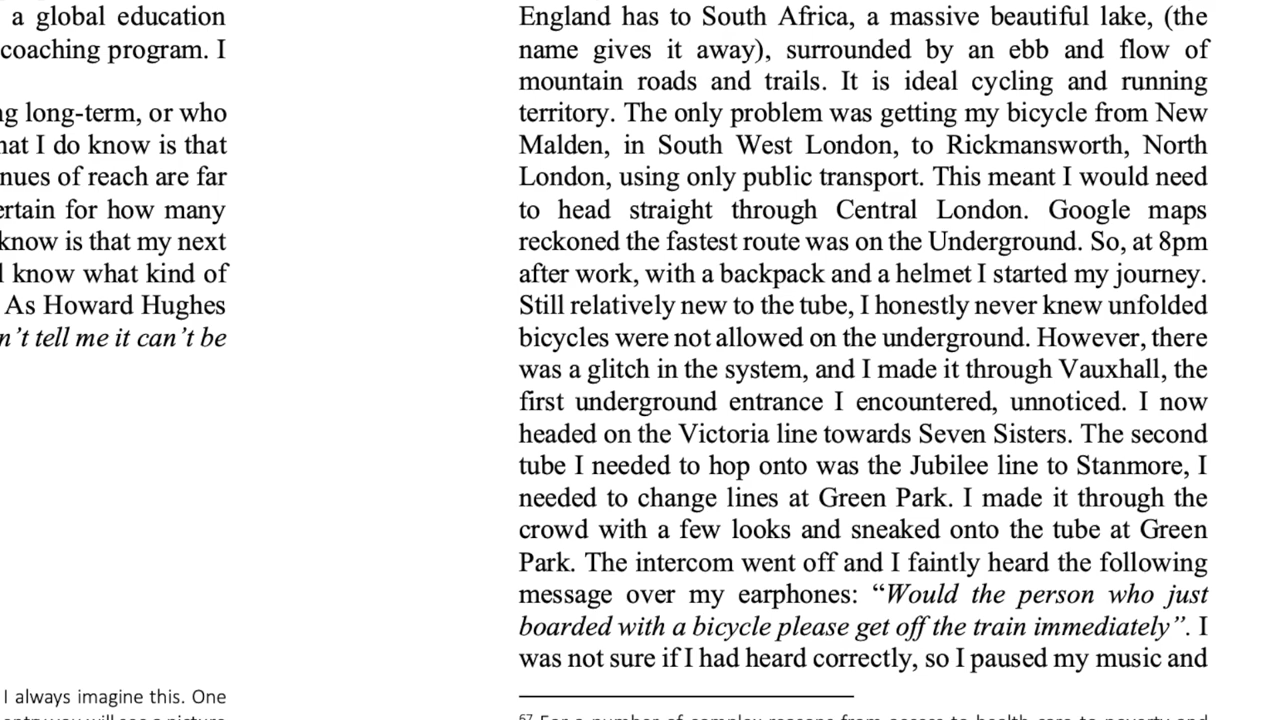 a global education
coaching program. I
long-term, or who
I do know is that
of reach are far
for how many
know is that my next
know what kind of
As Howard Hughes
tell me it can’t be
I always imagine this. One
England has to South Africa, a massive beautiful lake, (the
name gives it away), surrounded by an ebb and flow of
mountain roads and trails. It is ideal cycling and running
territory. The only problem was getting my bicycle from New
Malden, in South West London, to Rickmansworth, North
London, using only public transport. This meant I would need
to head straight through Central London. Google maps
reckoned the fastest route was on the Underground. So, at 8pm
after work, with a backpack and a helmet I started my journey.
Still relatively new to the tube, I honestly never knew unfolded
bicycles were not allowed on the underground. However, there
was a glitch in the system, and I made it through Vauxhall, the
first underground entrance I encountered, unnoticed. I now
headed on the Victoria line towards Seven Sisters. The second
tube I needed to hop onto was the Jubilee line to Stanmore, I
needed to change lines at Green Park. I made it through the
crowd with a few looks and sneaked onto the tube at Green
Park. The intercom went off and I faintly heard the following
message over my earphones: “Would the person who just
boarded with a bicycle please get off the train immediately”. I
was not sure if I had heard correctly, so I paused my music and